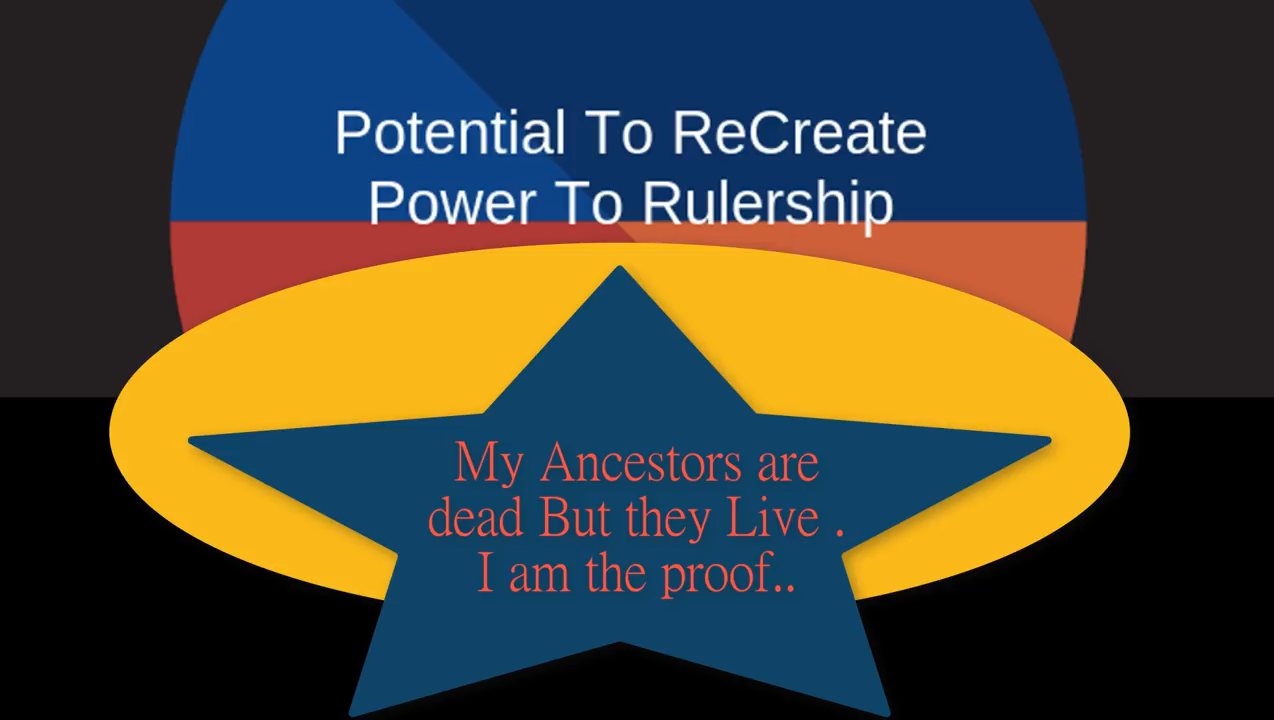 Potential To ReCreate
Power To Rulership
My Ancestors are
dead But they Live .
I am the proof..